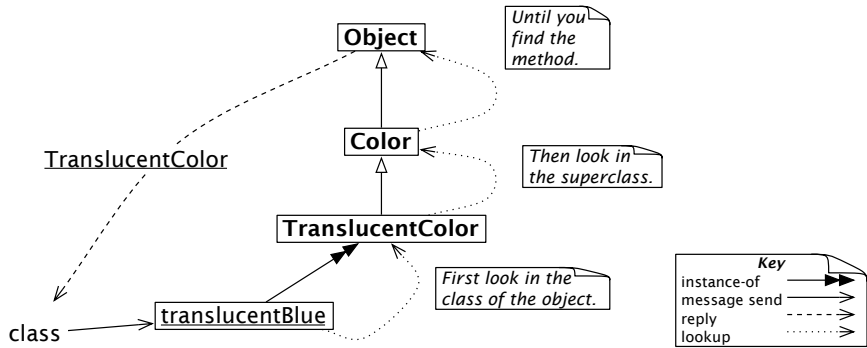 Object
Until you
find the
method.
Color
TranslucentColor
Then look in
the superclass.
TranslucentColor
First look in the
class of the object.
class
translucentBlue
Key
instance-of
message send
reply
lookup